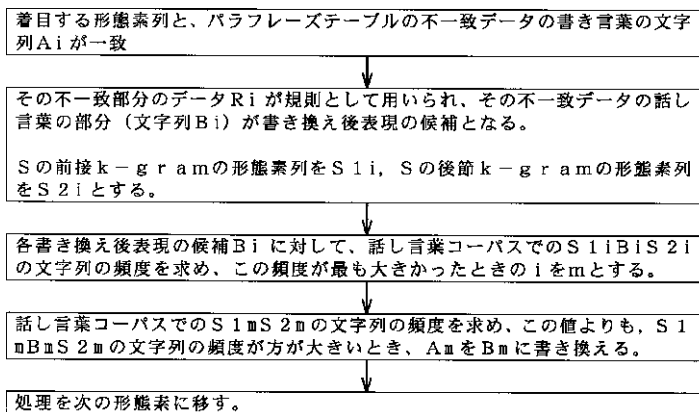 着目する形態素列と、パラフレーズテーブルの不一致データの書き言葉の文字
列Aiが一致
その不一致部分のデータRiが規則として用いられ、その不一致データの話し
言葉の部分（文字列Bi）が書き換え後表現の候補となる。
Sの前接k－gramの形態素列をS1i, Sの後節k－gramの形態素列
をS2iとする。
各書き換え後表現の候補Biに対して、話し言葉コーパスでのS1iBiS2i
の文字列の頻度を求め、この頻度が最も大きかったときのiをmとする。
話し言葉コーパスでのS1mS2mの文字列の頻度を求め、この値よりも，S1
mBmS2mの文字列の頻度が方が大きいとき、AmをBmに書き換える。
処理を次の形態素に移す。